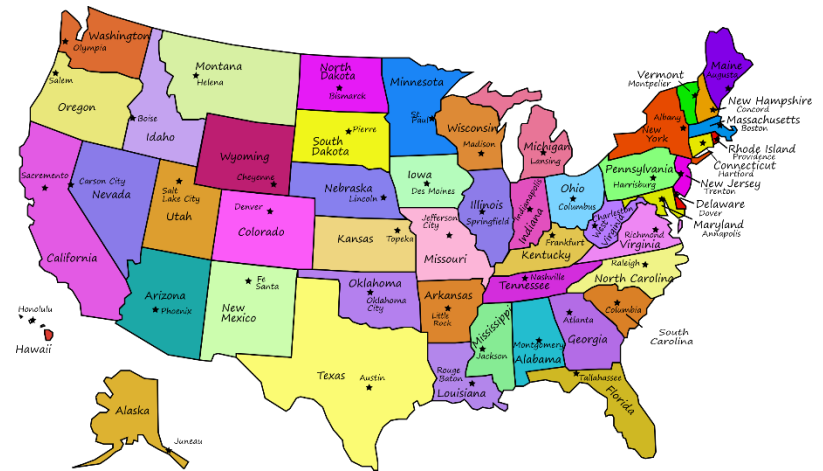 Washington
Olympia
Montana
Helena
North
Dakota
Bismarck
Minnesota
St.
Paul
Maine
Augusta
Vermont
Montpelier
New Hampshire
Concord
Massachusetts
Boston
Albany
New
York
Rhode Island
Providence
Connecticut
Hartford
Salem
Oregon
Boise
Idaho
Pierre
South
Dakota
Wisconsin
Madison
Michigan
Lansing
Wyoming
Cheyenne
Pennsylvania
Harrisburg
New Jersey
Trenton
Delaware
Dover
Maryland
Annapolis
Sacramento
Carson City
Nevada
Salt
Lake City
Utah
Nebraska
Lincoln
Iowa
Des Moines
Illinois
Springfield
Indianapolis
Indiana
Ohio
Columbus
Charleston
West
Virginia
Richmond
Virginia
Denver
Colorado
Kansas
Topeka
Jefferson
City
Missouri
Frankfurt
Kentucky
California
Raleigh
North Carolina
Nashville
Tennessee
Arizona
Phoenix
Fe
Santa
New
Mexico
Oklahoma
Oklahoma
City
Arkansas
Little
Rock
Columbia
South
Carolina
Honolulu
Hawaii
Mississippi
Jackson
Montgomery
Alabama
Atlanta
Georgia
Texas
Austin
Rouge
Baton
Louisiana
Tallahassee
Florida
Alaska
Juneau